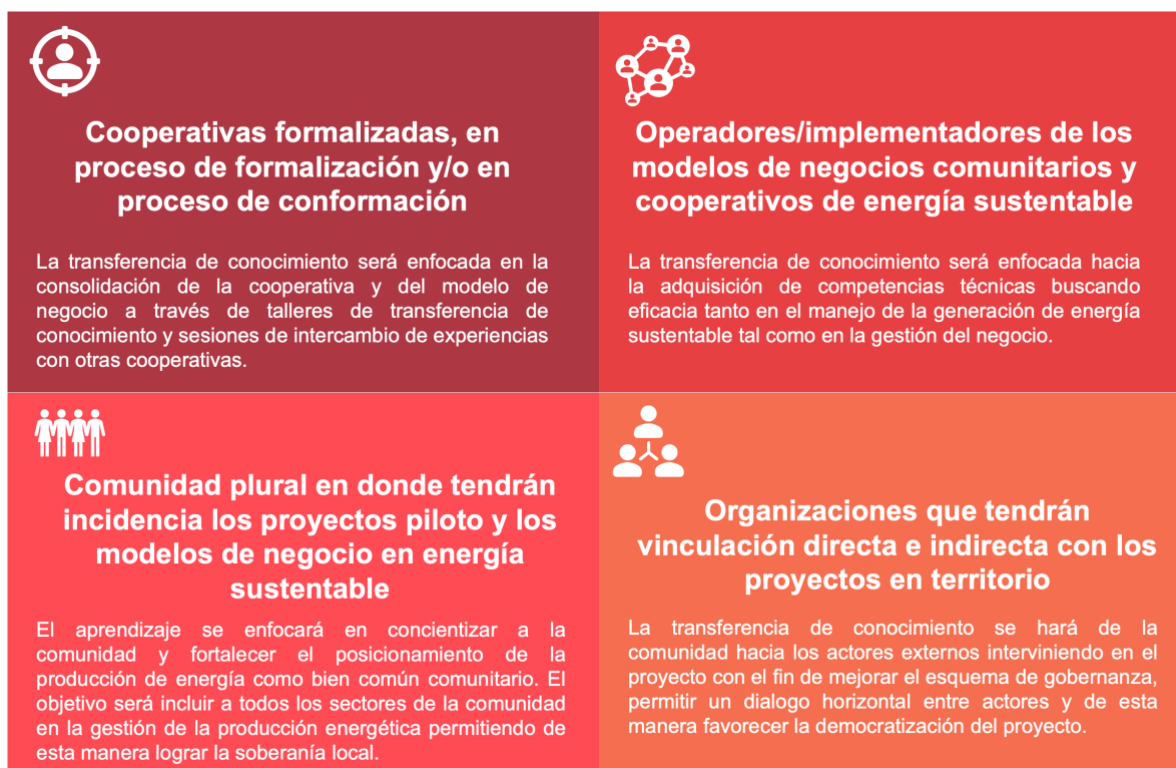 Cooperativas formalizadas, en
proceso de formalización y/o en
proceso de conformación
La transferencia de conocimiento será enfocada en la
consolidación de la cooperativa y del modelo de
negocio a través de talleres de transferencia de
conocimiento y sesiones de intercambio de experiencias
con otras cooperativas.
Operadores/implementadores de los
modelos de negocios comunitarios y
cooperativos de energía sustentable
La transferencia de conocimiento será enfocada hacia
la adquisición de competencias técnicas buscando
eficacia tanto en el manejo de la generación de energía
sustentable tal como en la gestión del negocio.
Comunidad plural en donde tendrán
incidencia los proyectos piloto y los
modelos de negocio en energía
sustentable
El aprendizaje se enfocará en concientizar a la
comunidad y fortalecer el posicionamiento de la
producción de energía como bien común comunitario. El
objetivo será incluir a todos los sectores de la comunidad
en la gestión de la producción energética permitiendo de
esta manera lograr la soberanía local.
Organizaciones que tendrán
vinculación directa e indirecta con los
proyectos en territorio
La transferencia de conocimiento se hará de la
comunidad hacia los actores externos interviniendo en el
proyecto con el fin de mejorar el esquema de gobernanza,
permitir un dialogo horizontal entre actores y de esta
manera favorecer la democratización del proyecto.